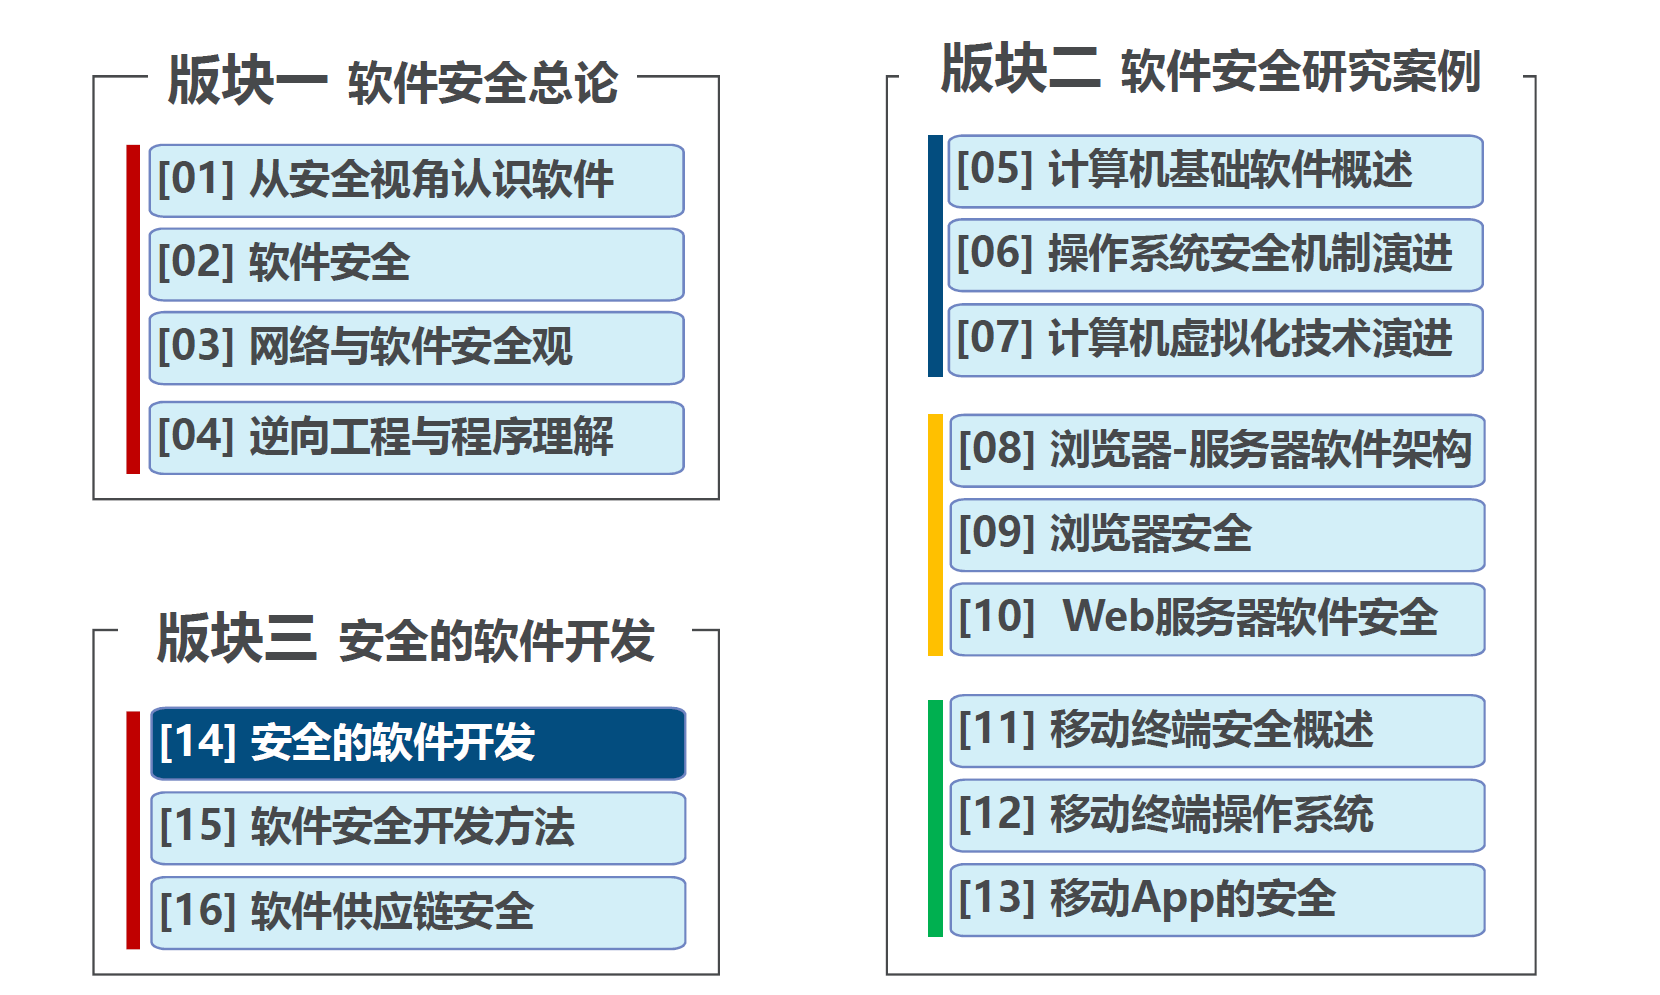 版块一 软件安全总论
[01] 从安全视角认识软件
[02] 软件安全
[03] 网络与软件安全观
[04] 逆向工程与程序理解
版块二 软件安全研究案例
[05] 计算机基础软件概述
[06] 操作系统安全机制演进
[07] 计算机虚拟化技术演进
[08] 浏览器-服务器软件架构
[09] 浏览器安全
[10] Web服务器软件安全
[11] 移动终端安全概述
[12] 移动终端操作系统
[13] 移动App的安全
版块三 安全的软件开发
[14] 安全的软件开发
[15] 软件安全开发方法
[16] 软件供应链安全